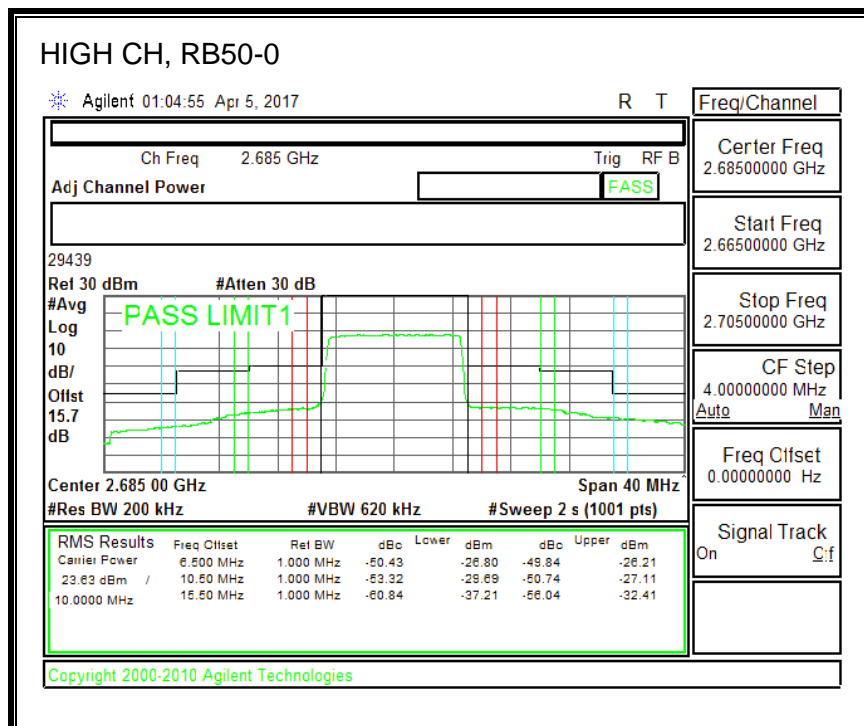 HIGH CH, RB50-0
Agilent 01:04:55 Apr 5, 2017 R T
Freq/Channel
Ch Freq 2.685 GHz Trig RF B
Adj Channel Power PASS
Center Freq
2.68500000 GHz
Start Freq
2.66500000 GHz
29439
Ref 30 dBm #Atten 30 dB
#Avg
Log
10
dB/
Offst
15.7
dB
PASS LIMIT1
Stop Freq
2.70500000 GHz
CF Step
4.00000000 MHz
Auto Man
Freq Offset
0.00000000 Hz
Center 2.685 00 GHz Span 40 MHz
#Res BW 200 kHz #VBW 620 kHz #Sweep 2 s (1001 pts)
Signal Track
On Off
RMS Results Freq Offset Ref BW dBc Lower dBm dBc Upper dBm
Carrier Power 6.500 MHz 1.000 MHz -50.43 -26.80 -49.84 -26.21
23.63 dBm / 10.50 MHz 1.000 MHz -53.32 -29.69 -50.74 -27.11
10.0000 MHz 15.50 MHz 1.000 MHz -60.84 -37.21 -56.04 -32.41
Copyright 2000-2010 Agilent Technologies